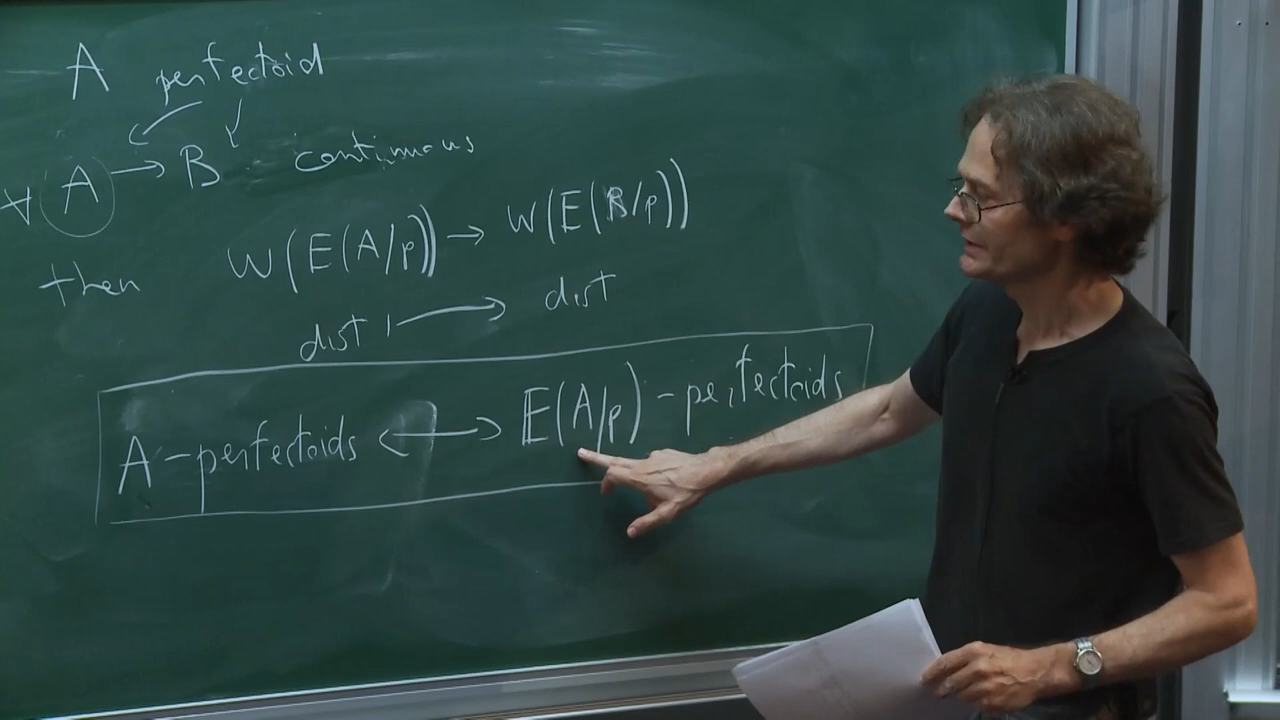 A perfectoid
∀ A → B continuous
then W(E(A/p)) → W(E(B/p))
dist ↦ dist
A-perfectoids ↔ E(A/p)-perfectoids